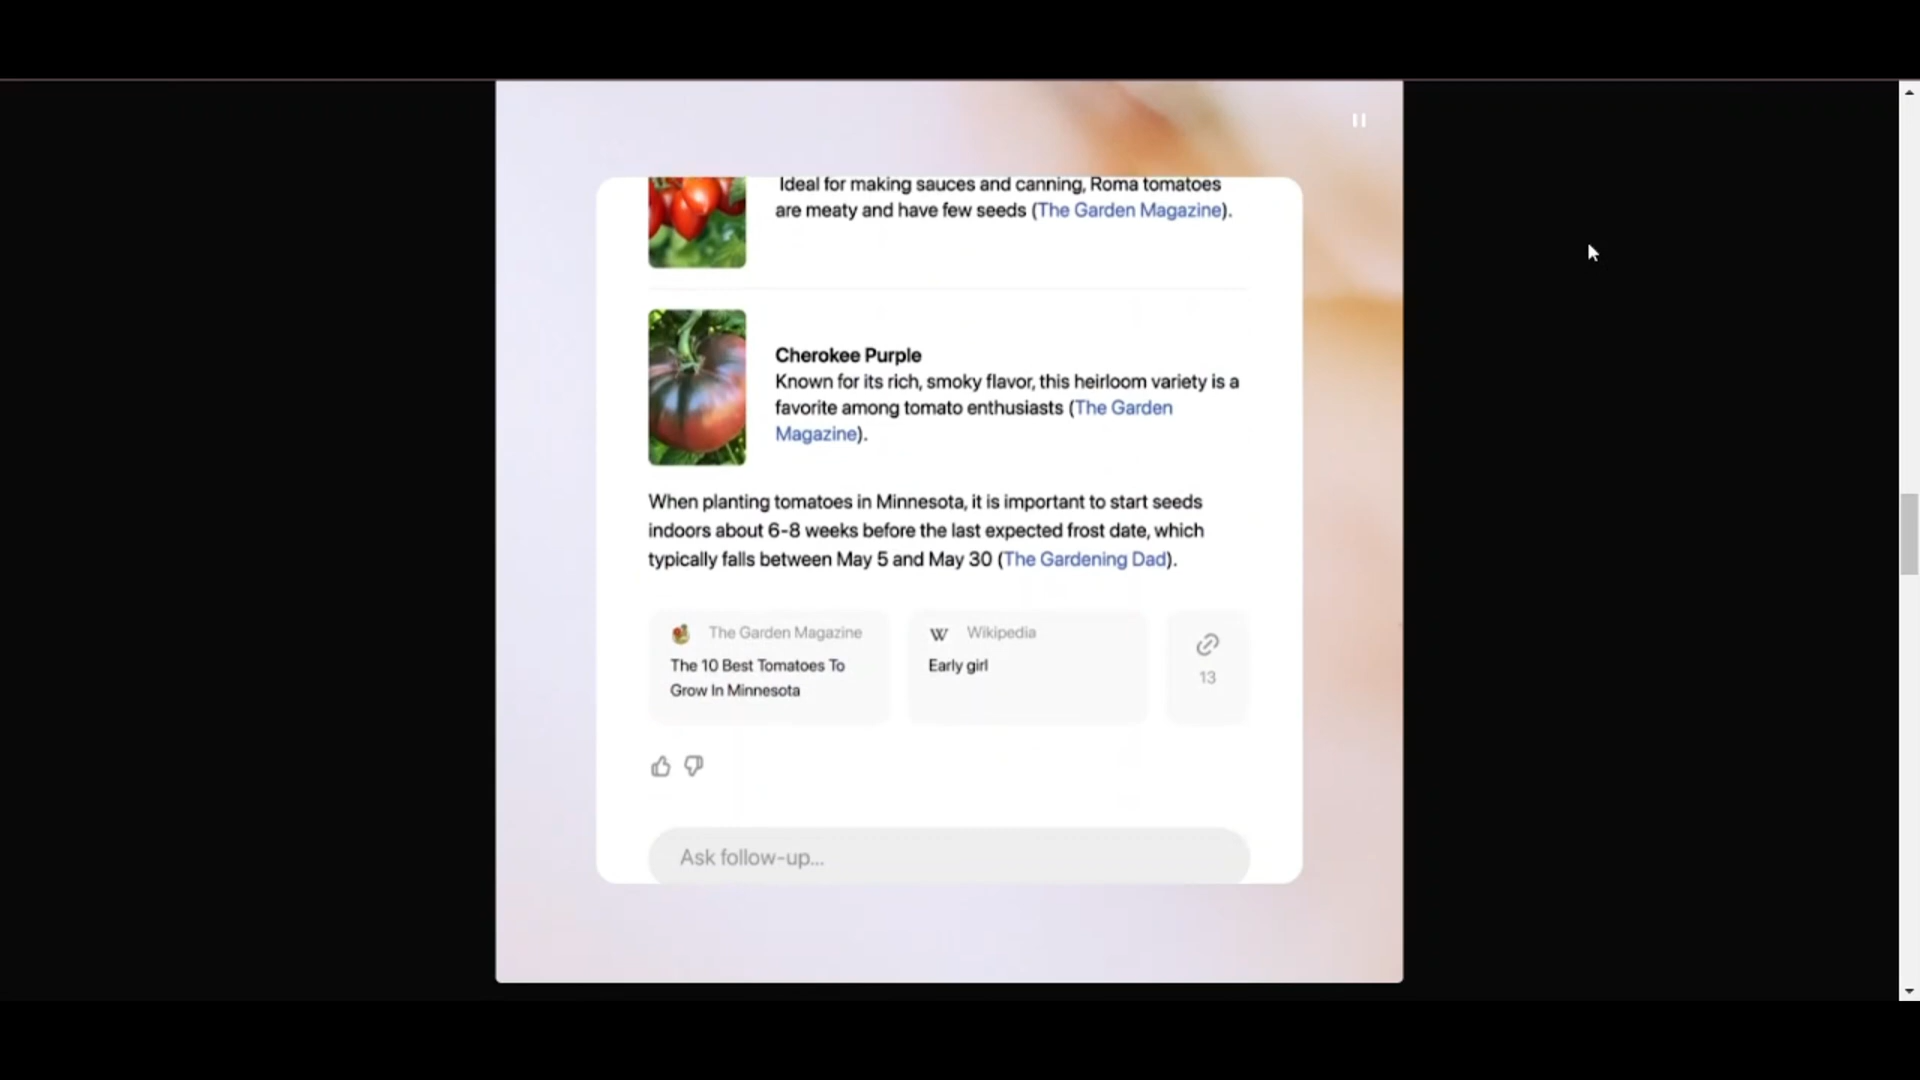 Ideal for making sauces and canning, Roma tomatoes
are meaty and have few seeds (The Garden Magazine).
Cherokee Purple
Known for its rich, smoky flavor, this heirloom variety is a
favorite among tomato enthusiasts (The Garden
Magazine).
When planting tomatoes in Minnesota, it is important to start seeds
indoors about 6-8 weeks before the last expected frost date, which
typically falls between May 5 and May 30 (The Gardening Dad).
The Garden Magazine
The 10 Best Tomatoes To
Grow In Minnesota
W Wikipedia
Early girl
13
Ask follow-up...